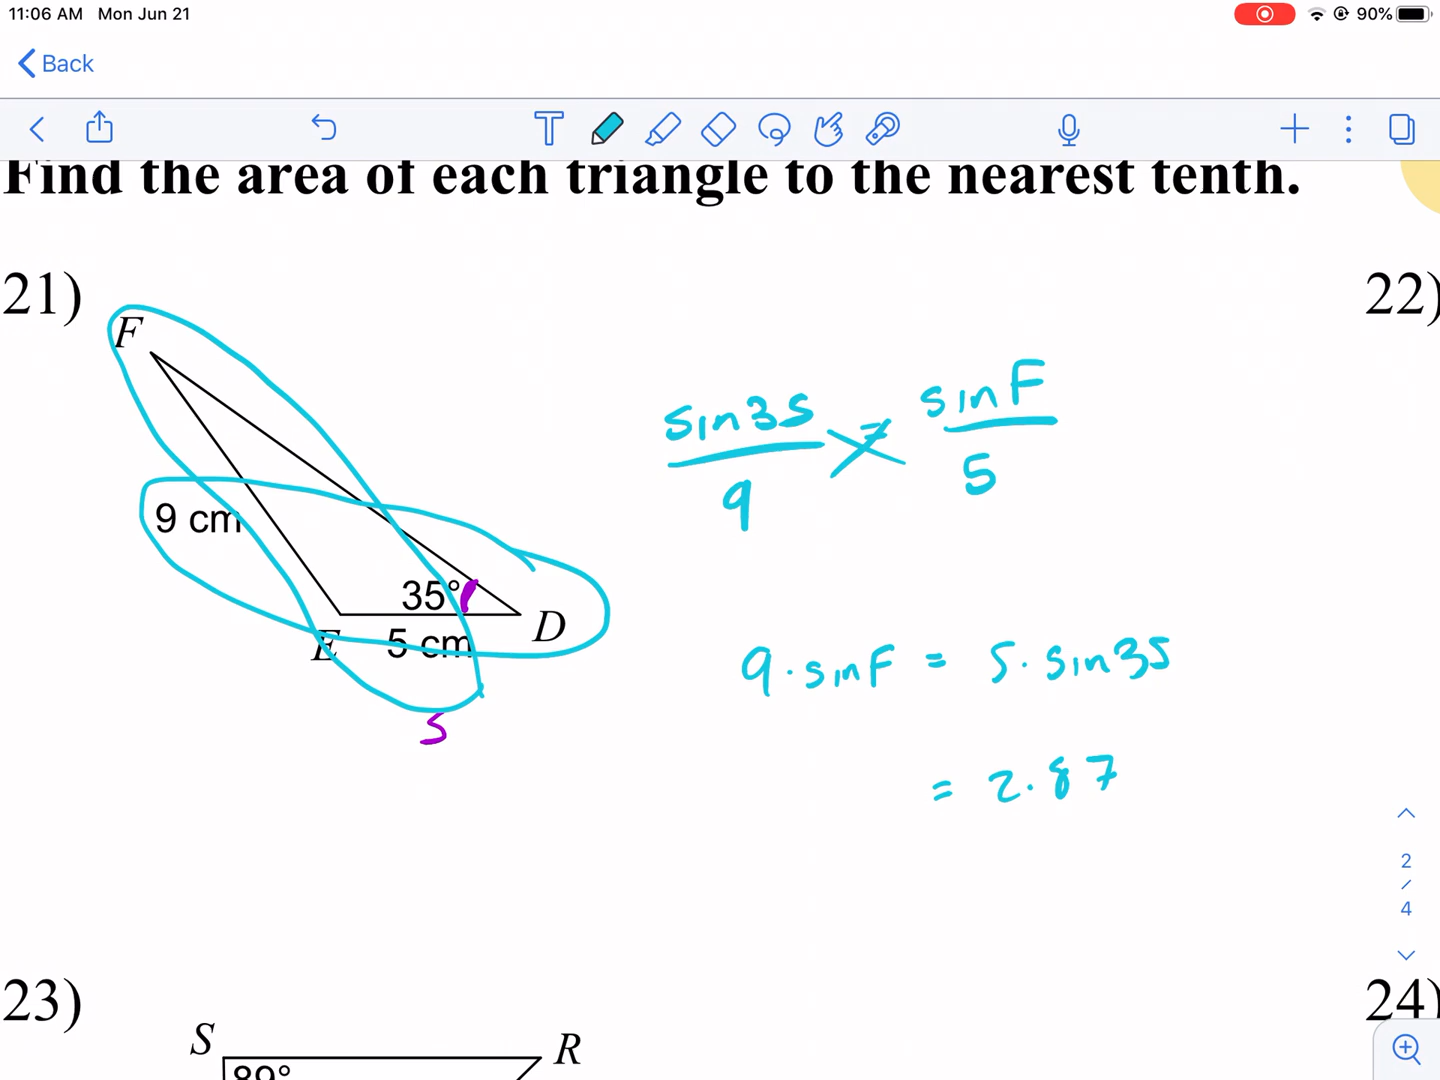 11:06 AM Mon Jun 21
90%
Back
Find the area of each triangle to the nearest tenth.
21)
22)
F
sin35
sinF
=
9
5
9 cm
35°
E
5 cm
D
5
9 · sinF = 5 · sin35
= 2.87
2
/
4
23)
24)
S
R
89°